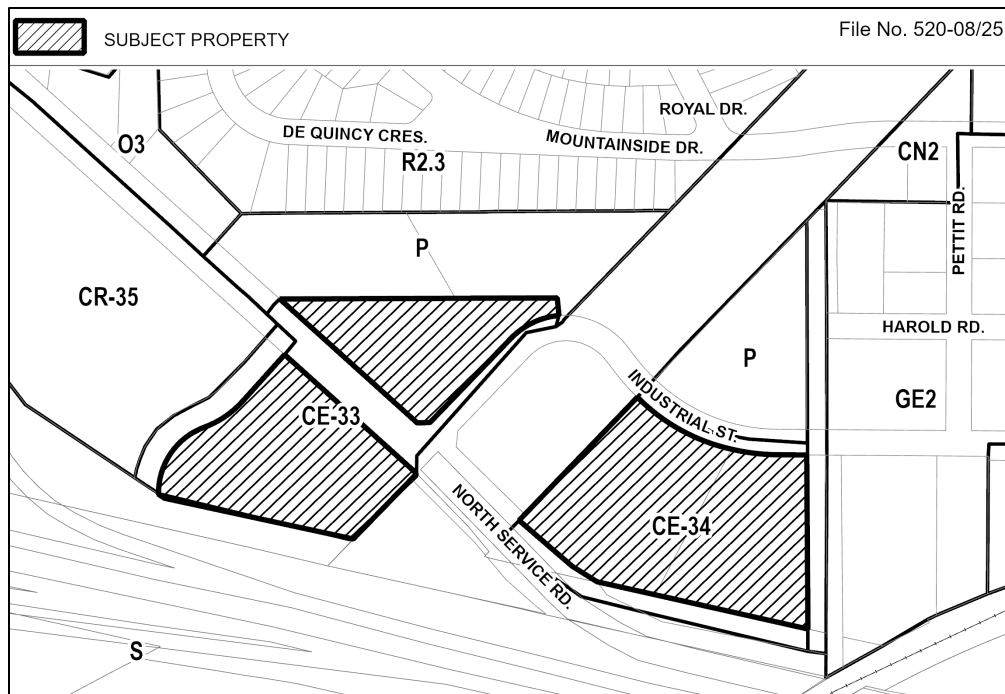 SUBJECT PROPERTY
File No. 520-08/25
ROYAL DR.
DE QUINCY CRES.
MOUNTAINSIDE DR.
O3
R2.3
CN2
PETTIT RD.
P
CR-35
HAROLD RD.
P
INDUSTRIAL ST.
GE2
CE-33
NORTH SERVICE RD.
CE-34
S